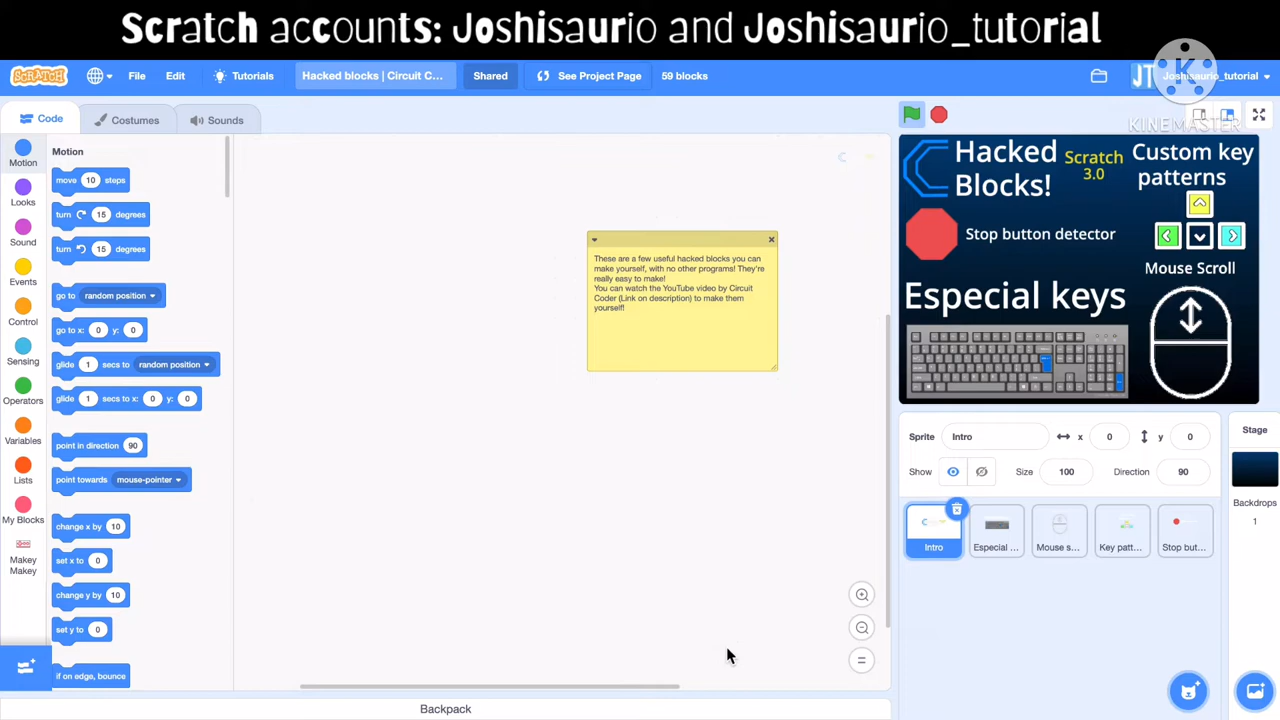 Scratch accounts: Joshisaurio and Joshisaurio_tutorial
SCRATCH File Edit Tutorials Hacked blocks | Circuit C... Shared See Project Page 59 blocks JT Joshisaurio_tutorial
K
KINEMASTER
Code Costumes Sounds
Motion
Looks
Sound
Events
Control
Sensing
Operators
Variables
Lists
My Blocks
Makey
Makey
Motion
move 10 steps
turn 15 degrees
turn 15 degrees
go to random position
go to x: 0 y: 0
glide 1 secs to random position
glide 1 secs to x: 0 y: 0
point in direction 90
point towards mouse-pointer
change x by 10
set x to 0
change y by 10
set y to 0
if on edge, bounce
These are a few useful hacked blocks you can
make yourself, with no other programs! They're
really easy to make!
You can watch the YouTube video by Circuit
Coder (Link on description) to make them
yourself!
Backpack
Hacked
Blocks!
Scratch
3.0
Custom key
patterns
Stop button detector
Mouse Scroll
Especial keys
Sprite Intro x 0 y 0
Show Size 100 Direction 90
Intro
Especial ...
Mouse s...
Key patt...
Stop but...
Stage
Backdrops
1